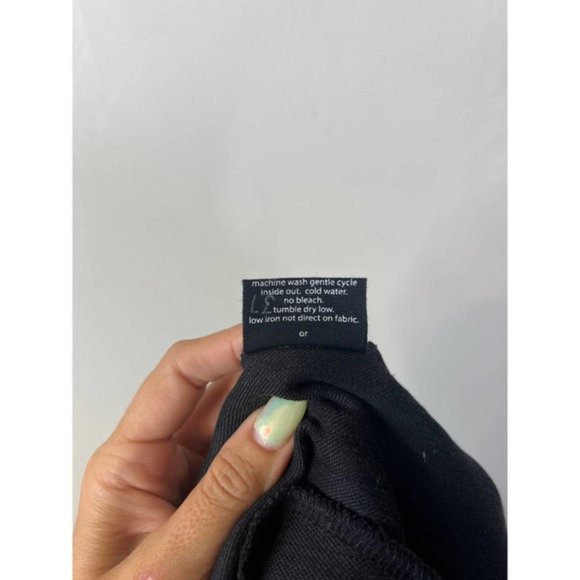 machine wash gentle cycle
inside out. cold water.
no bleach.
tumble dry low.
low iron not direct on fabric.
or